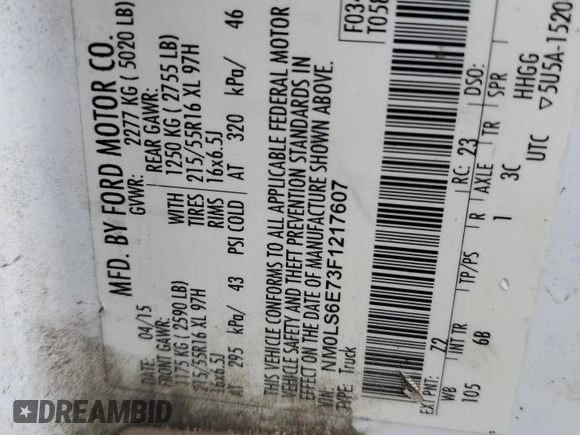 MFD. BY FORD MOTOR CO.
DATE: 04/15 GVWR: 2277 KG ( 5020 LB)
FRONT GAWR: REAR GAWR:
1175 KG ( 2590 LB) WITH 1250 KG ( 2755 LB)
215/55R16 XL 97H TIRES 215/55R16 XL 97H
16x6.5J RIMS 16x6.5J
AT 295 kPa/ 43 PSI COLD AT 320 kPa/ 46
THIS VEHICLE CONFORMS TO ALL APPLICABLE FEDERAL MOTOR
VEHICLE SAFETY AND THEFT PREVENTION STANDARDS IN
EFFECT ON THE DATE OF MANUFACTURE SHOWN ABOVE.
VIN: NM0LS6E73F1217607
TYPE: Truck
EXT PNT: 7Z RC: 23 DSO:
WB INT TR TP/PS R AXLE TR SPR
105 6B 1 3C HHGG
UTC ▽5U5A-1520
DREAMBID